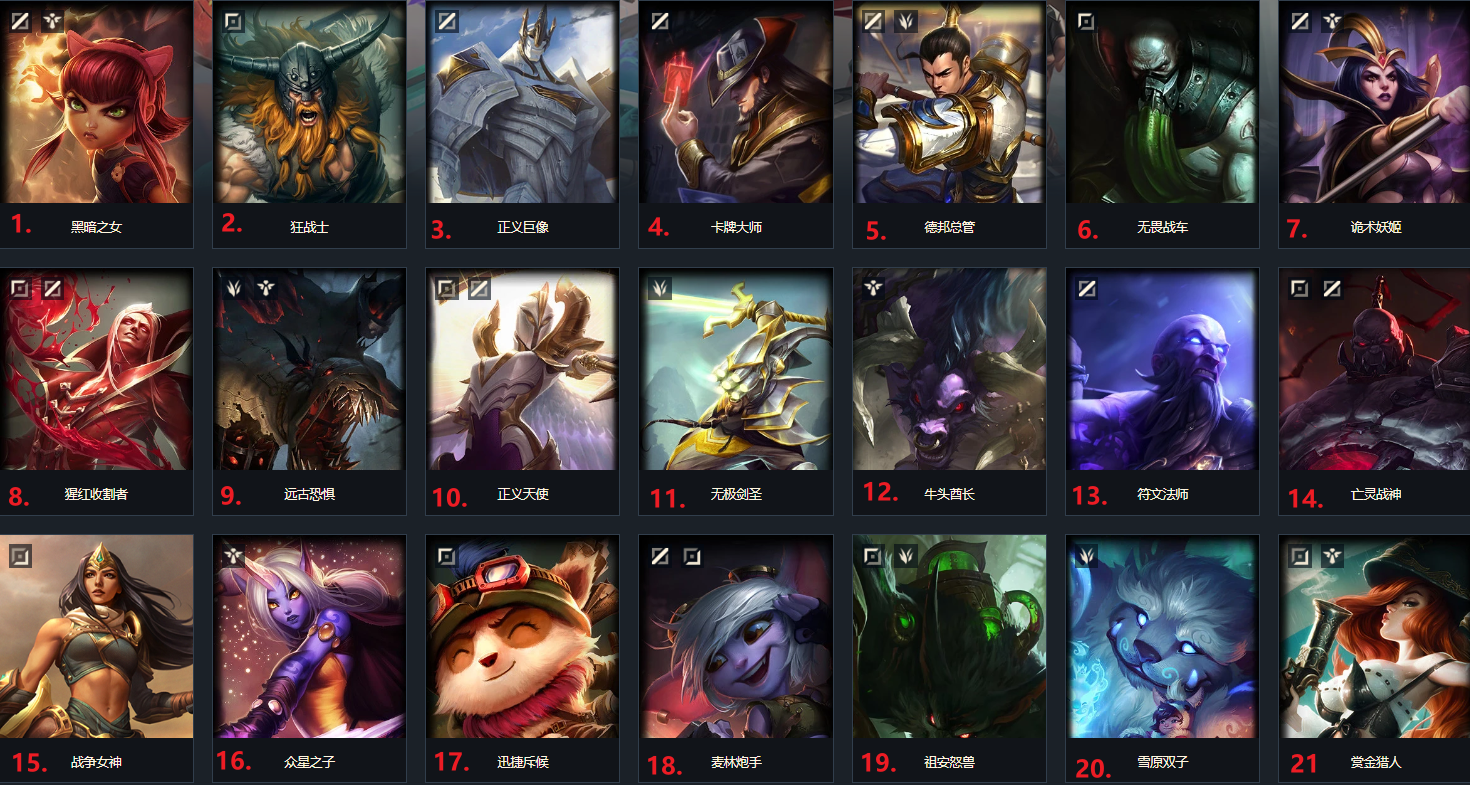 1. 黑暗之女
2. 狂战士
3. 正义巨像
4. 卡牌大师
5. 德邦总管
6. 无畏战车
7. 诡术妖姬
8. 猩红收割者
9. 远古恐惧
10. 正义天使
11. 无极剑圣
12. 牛头酋长
13. 符文法师
14. 亡灵战神
15. 战争女神
16. 众星之子
17. 迅捷斥候
18. 麦林炮手
19. 祖安怒兽
20. 雪原双子
21 赏金猎人